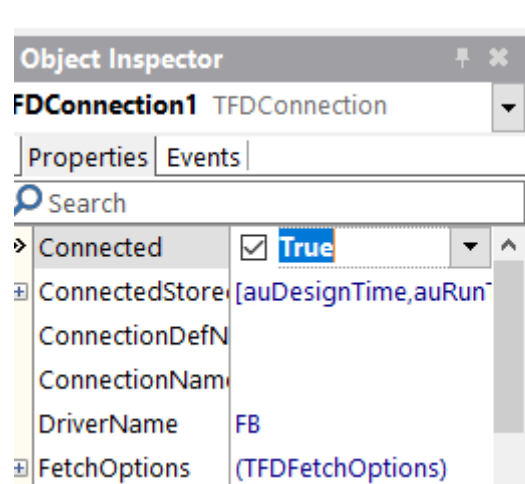 Object Inspector
FDConnection1 TFDConnection
Properties Events
Search
Connected True
ConnectedStore [auDesignTime,auRunT
ConnectionDefN
ConnectionNam
DriverName FB
FetchOptions (TFDFetchOptions)